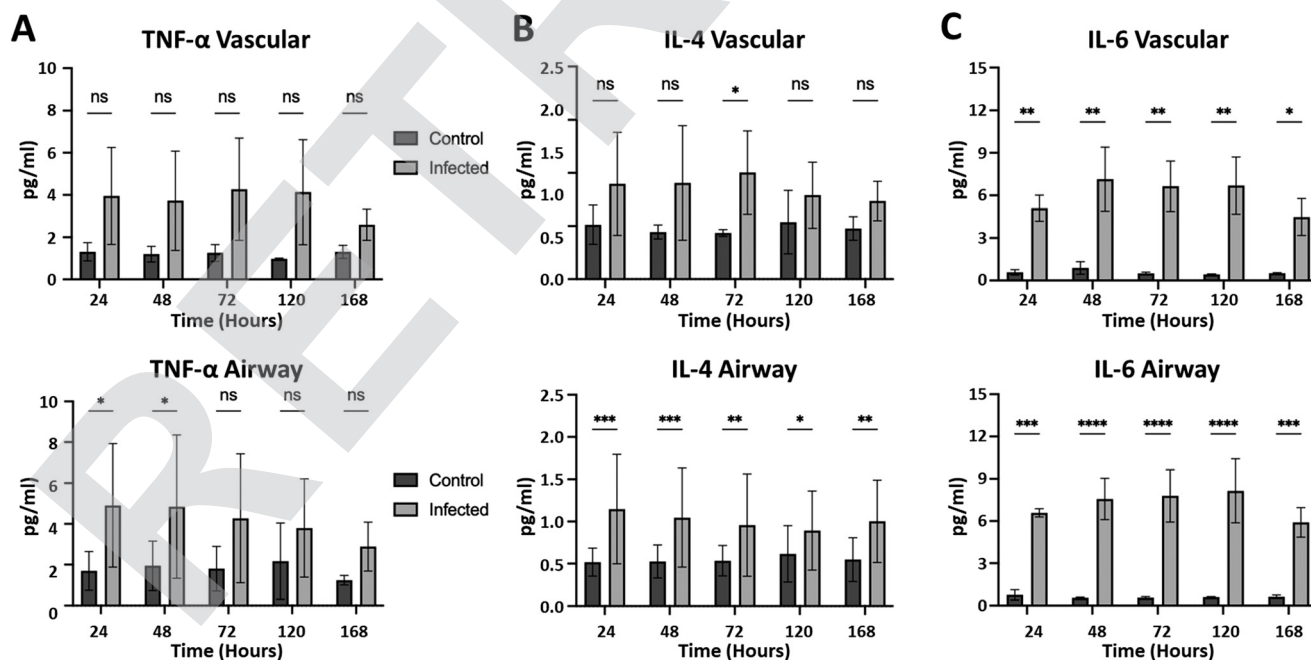 A
TNF-α Vascular
10
8
6
4
2
0
pg/ml)
ns ns ns ns ns
Control
Infected
24 48 72 120 168
Time (Hours)
B
IL-4 Vascular
2.5
2.0
1.5
1.0
0.5
0.0
pg/ml)
ns ns * ns ns
24 48 72 120 168
Time (Hours)
C
IL-6 Vascular
15
12
9
6
3
0
pg/ml)
** ** ** ** *
24 48 72 120 168
Time (Hours)
TNF-α Airway
10
8
6
4
2
0
pg/ml)
* * ns ns ns
Control
Infected
24 48 72 120 168
Time (Hours)
IL-4 Airway
2.5
2.0
1.5
1.0
0.5
0.0
pg/ml)
*** *** ** * **
24 48 72 120 168
Time (Hours)
IL-6 Airway
15
12
9
6
3
0
pg/ml)
*** **** **** **** ***
24 48 72 120 168
Time (Hours)
RETR